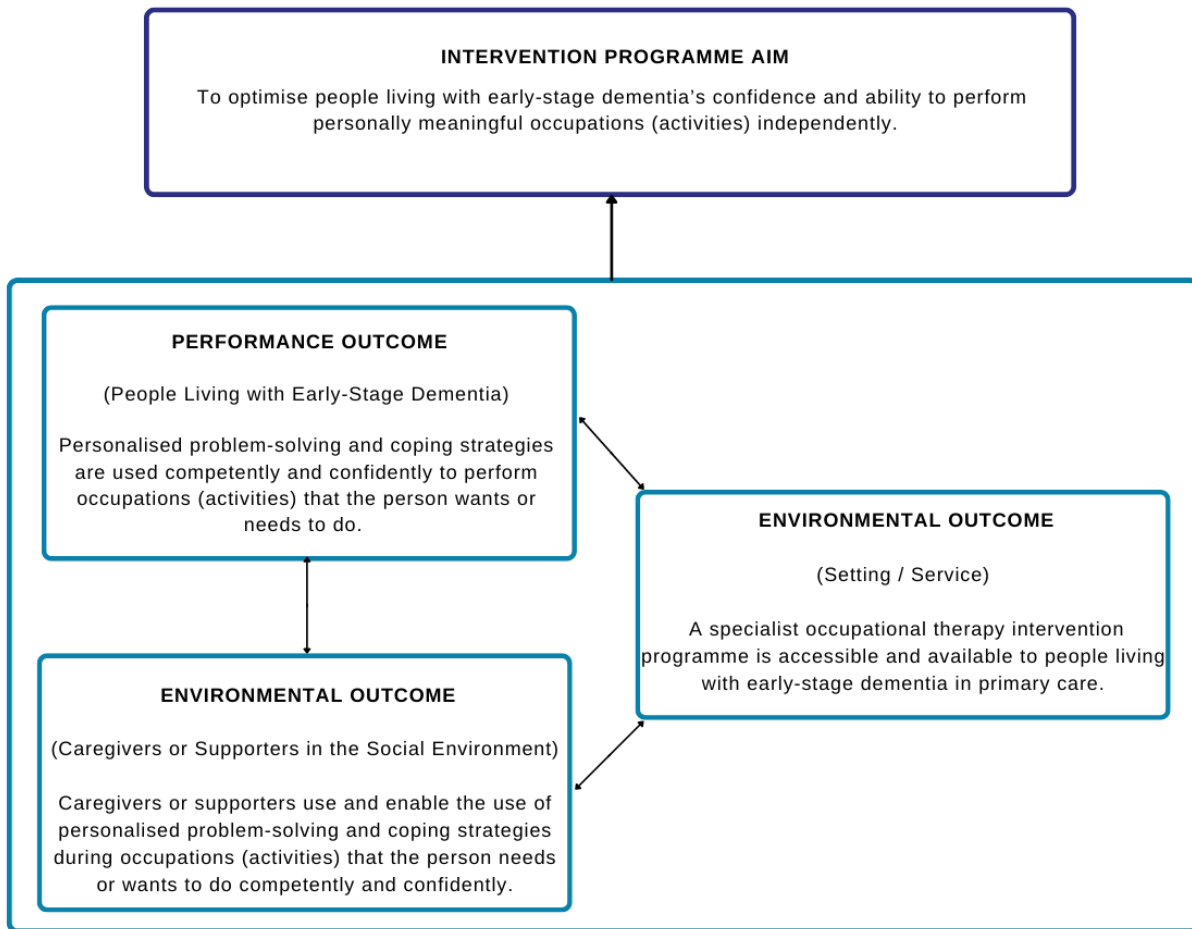 INTERVENTION PROGRAMME AIM
To optimise people living with early-stage dementia’s confidence and ability to perform
personally meaningful occupations (activities) independently.
PERFORMANCE OUTCOME
(People Living with Early-Stage Dementia)
Personalised problem-solving and coping strategies
are used competently and confidently to perform
occupations (activities) that the person wants or
needs to do.
ENVIRONMENTAL OUTCOME
(Setting / Service)
A specialist occupational therapy intervention
programme is accessible and available to people living
with early-stage dementia in primary care.
ENVIRONMENTAL OUTCOME
(Caregivers or Supporters in the Social Environment)
Caregivers or supporters use and enable the use of
personalised problem-solving and coping strategies
during occupations (activities) that the person needs
or wants to do competently and confidently.